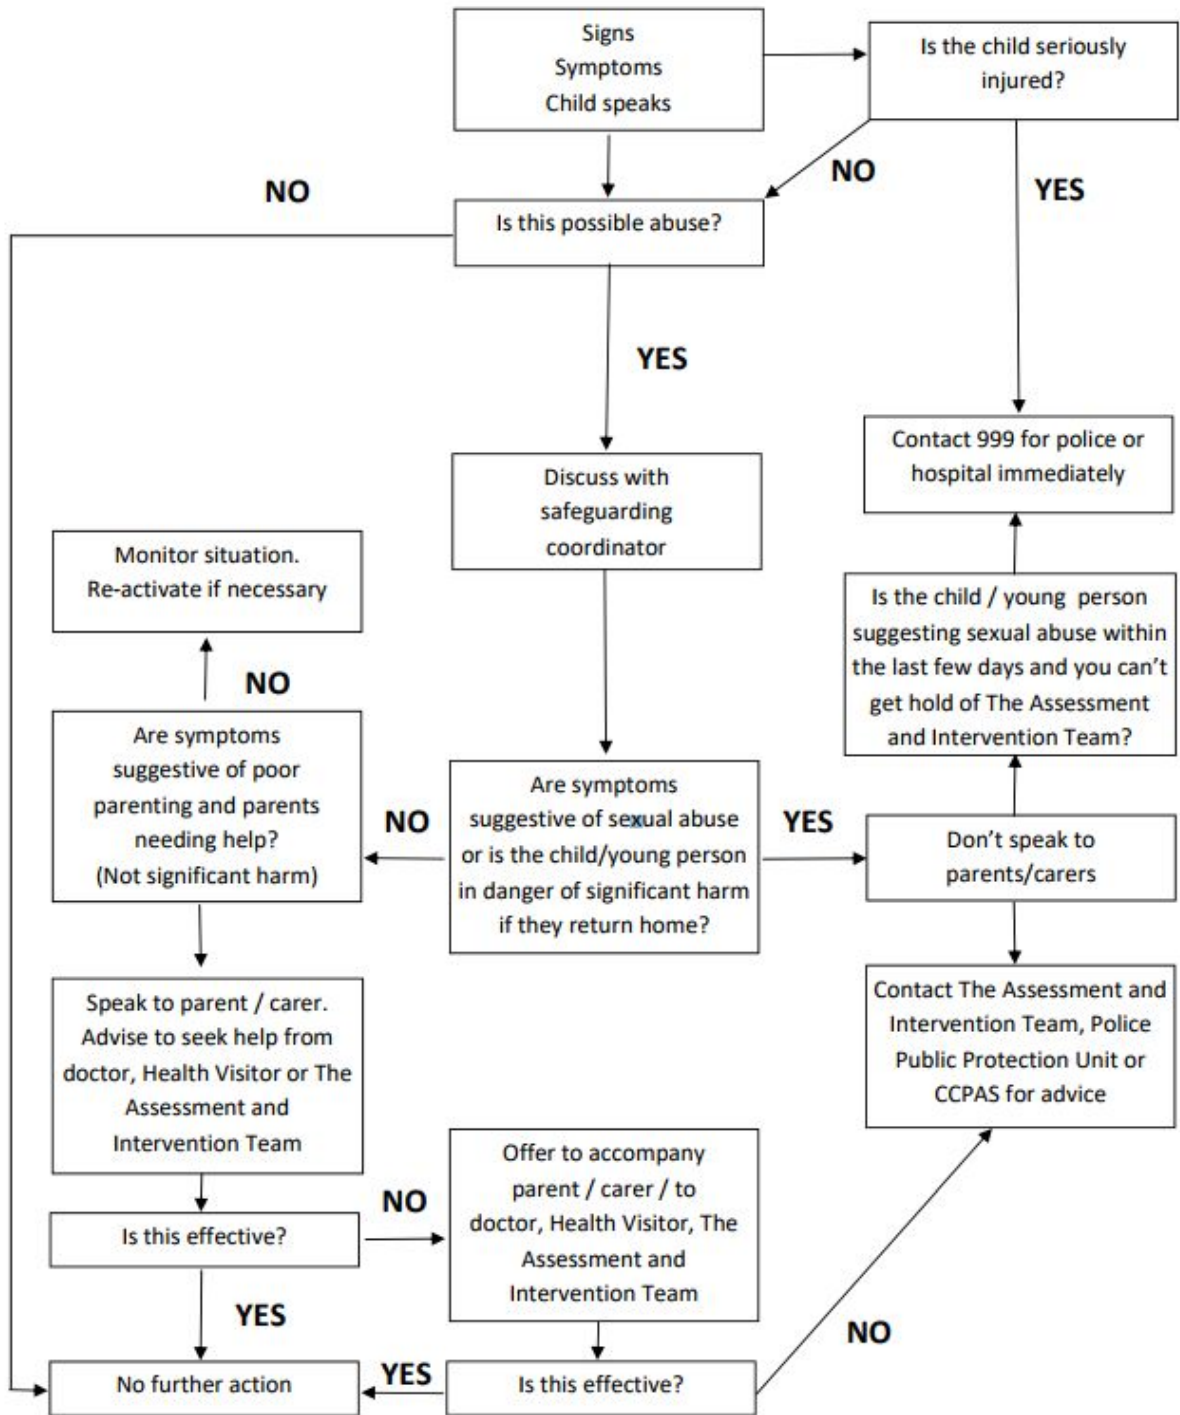 Signs
Symptoms
Child speaks
Is the child seriously
injured?
NO
NO
YES
Is this possible abuse?
YES
Contact 999 for police or
hospital immediately
Discuss with
safeguarding
coordinator
Monitor situation.
Re-activate if necessary
Is the child / young person
suggesting sexual abuse within
the last few days and you can't
get hold of The Assessment
and Intervention Team?
NO
Are symptoms
suggestive of poor
parenting and parents
needing help?
(Not significant harm)
NO
Are symptoms
suggestive of sexual abuse
or is the child/young person
in danger of significant harm
if they return home?
YES
Don't speak to
parents/carers
Speak to parent / carer.
Advise to seek help from
doctor, Health Visitor or The
Assessment and
Intervention Team
Contact The Assessment and
Intervention Team, Police
Public Protection Unit or
CCPAS for advice
Is this effective?
NO
Offer to accompany
parent / carer / to
doctor, Health Visitor, The
Assessment and
Intervention Team
YES
NO
No further action
YES
Is this effective?